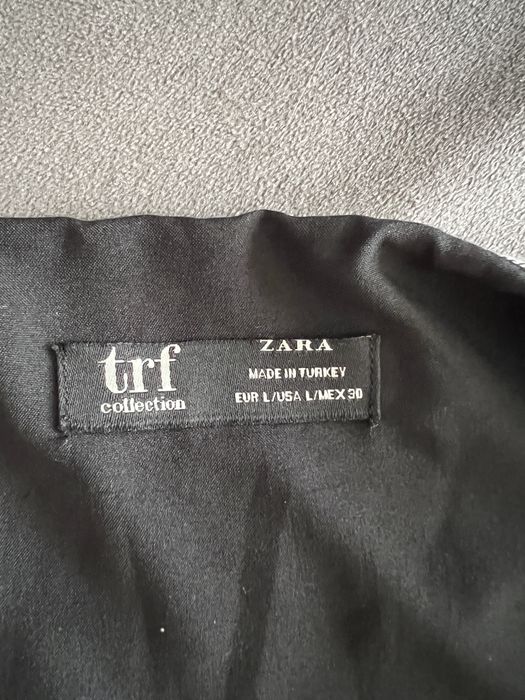 trf
collection
ZARA
MADE IN TURKEY
EUR L/USA L/MEX 30